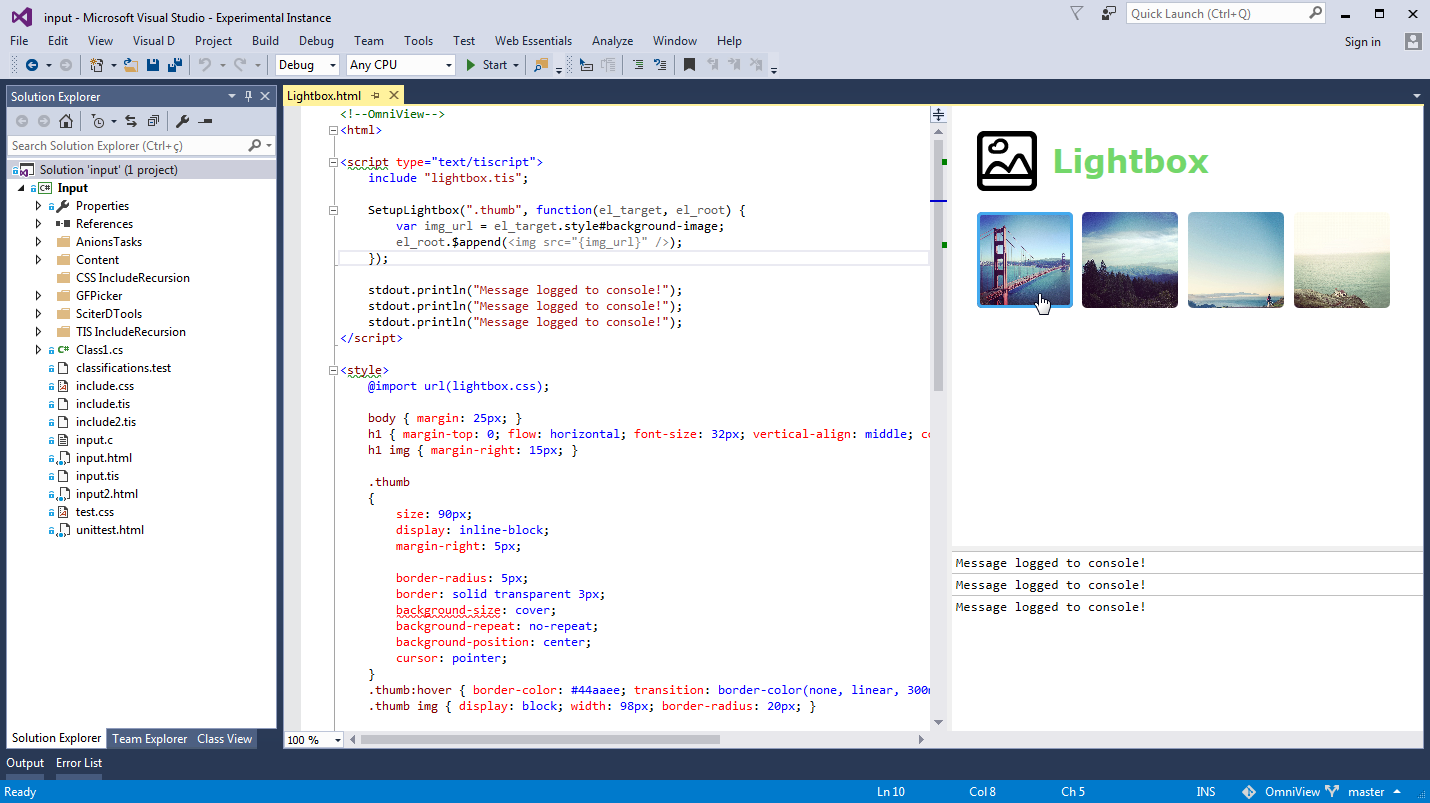 input - Microsoft Visual Studio - Experimental Instance
Quick Launch (Ctrl+Q)
File Edit View Visual D Project Build Debug Team Tools Test Web Essentials Analyze Window Help
Sign in
Debug Any CPU Start
Solution Explorer
Search Solution Explorer (Ctrl+ç)
Solution 'input' (1 project)
Input
Properties
References
AnionsTasks
Content
CSS IncludeRecursion
GFPicker
SciterDTools
TIS IncludeRecursion
Class1.cs
classifications.test
include.css
include.tis
include2.tis
input.c
input.html
input.tis
input2.html
test.css
unittest.html
Solution Explorer Team Explorer Class View
Lightbox.html
<!--OmniView-->
<html>
<script type="text/tiscript">
include "lightbox.tis";
SetupLightbox(".thumb", function(el_target, el_root) {
var img_url = el_target.style#background-image;
el_root.$append(<img src="{img_url}" />);
});
stdout.println("Message logged to console!");
stdout.println("Message logged to console!");
stdout.println("Message logged to console!");
</script>
<style>
@import url(lightbox.css);
body { margin: 25px; }
h1 { margin-top: 0; flow: horizontal; font-size: 32px; vertical-align: middle; co
h1 img { margin-right: 15px; }
.thumb
{
size: 90px;
display: inline-block;
margin-right: 5px;
border-radius: 5px;
border: solid transparent 3px;
background-size: cover;
background-repeat: no-repeat;
background-position: center;
cursor: pointer;
}
.thumb:hover { border-color: #44aaee; transition: border-color(none, linear, 300m
.thumb img { display: block; width: 98px; border-radius: 20px; }
100 %
Lightbox
Message logged to console!
Message logged to console!
Message logged to console!
Output Error List
Ready Ln 10 Col 8 Ch 5 INS OmniView master